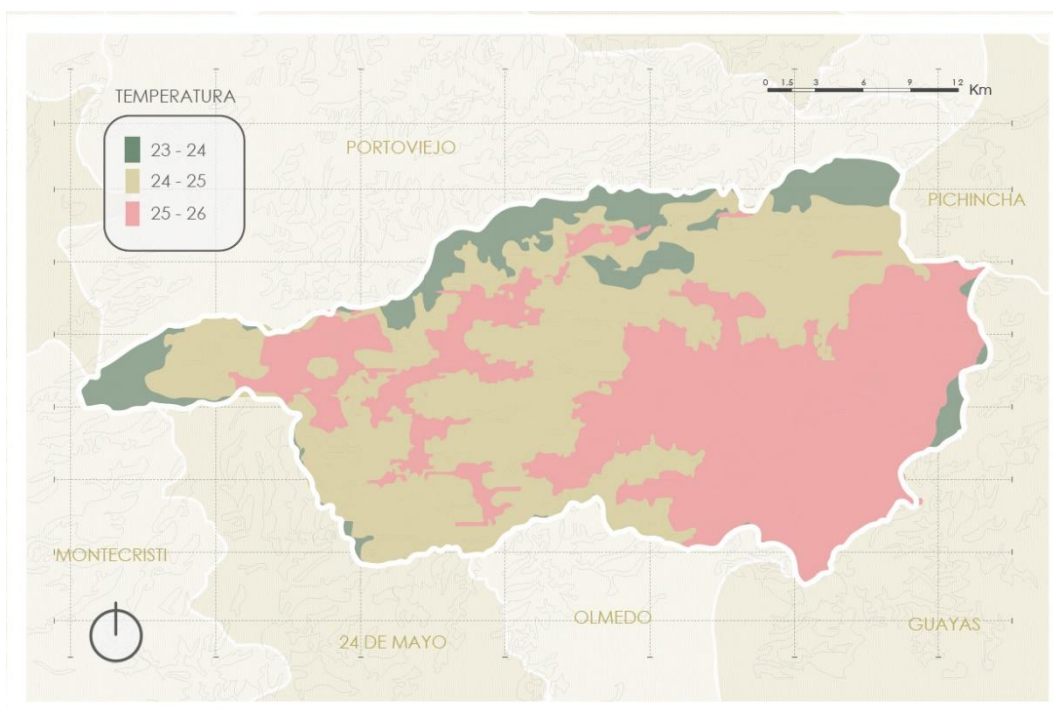 TEMPERATURA
23 - 24
24 - 25
25 - 26
0 1.5 3 6 9 12 Km
PORTOVIEJO
PICHINCHA
MONTECRISTI
24 DE MAYO
OLMEDO
GUAYAS